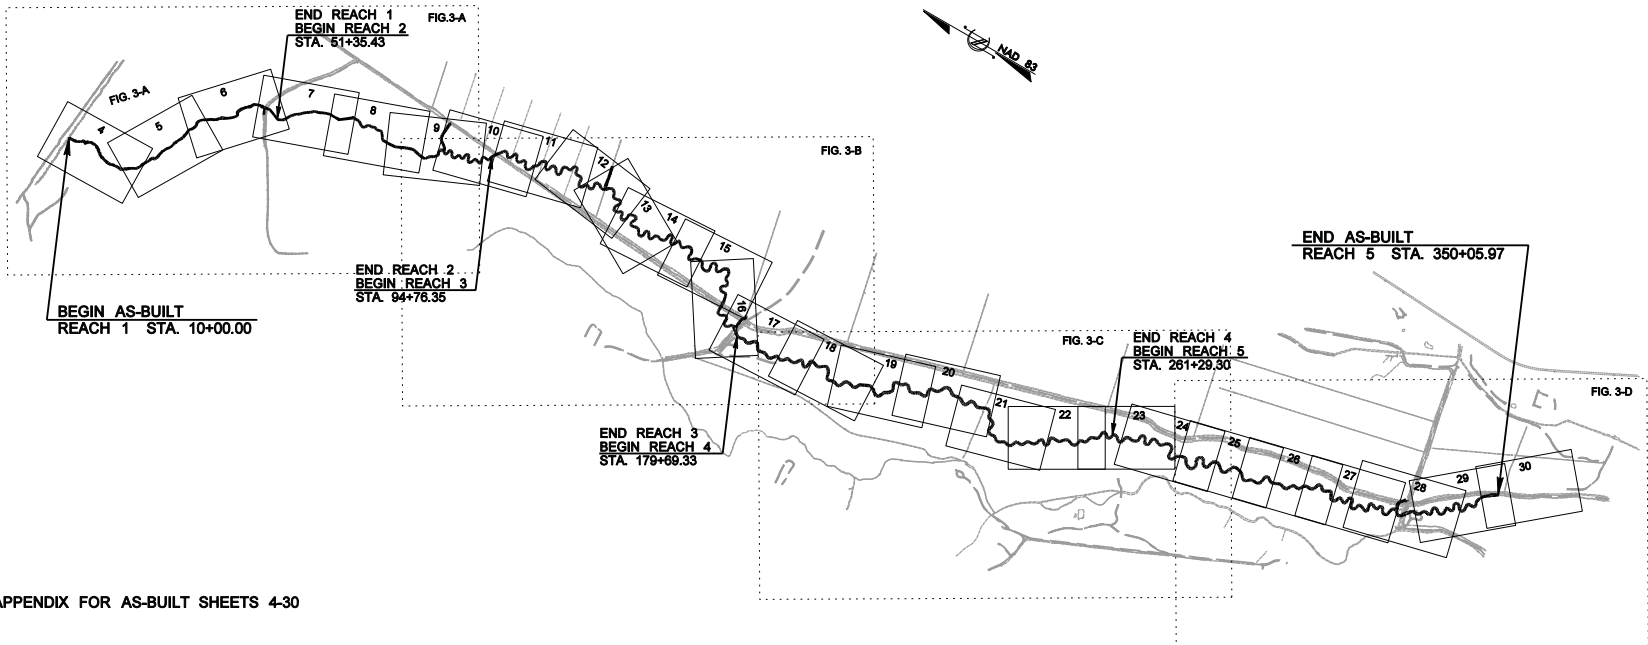 END REACH 1
BEGIN REACH 2
STA. 51+35.43
FIG.3-A
NAD 83
FIG. 3-A
4
5
6
7
8
9
10
11
12
13
14
15
16
17
18
19
20
21
22
23
24
25
26
27
28
29
30
FIG. 3-B
END AS-BUILT
REACH 5 STA. 350+05.97
END REACH 2
BEGIN REACH 3
STA. 94+76.35
BEGIN AS-BUILT
REACH 1 STA. 10+00.00
FIG. 3-C
END REACH 4
BEGIN REACH 5
STA. 261+29.30
FIG. 3-D
END REACH 3
BEGIN REACH 4
STA. 179+69.33
APPENDIX FOR AS-BUILT SHEETS 4-30